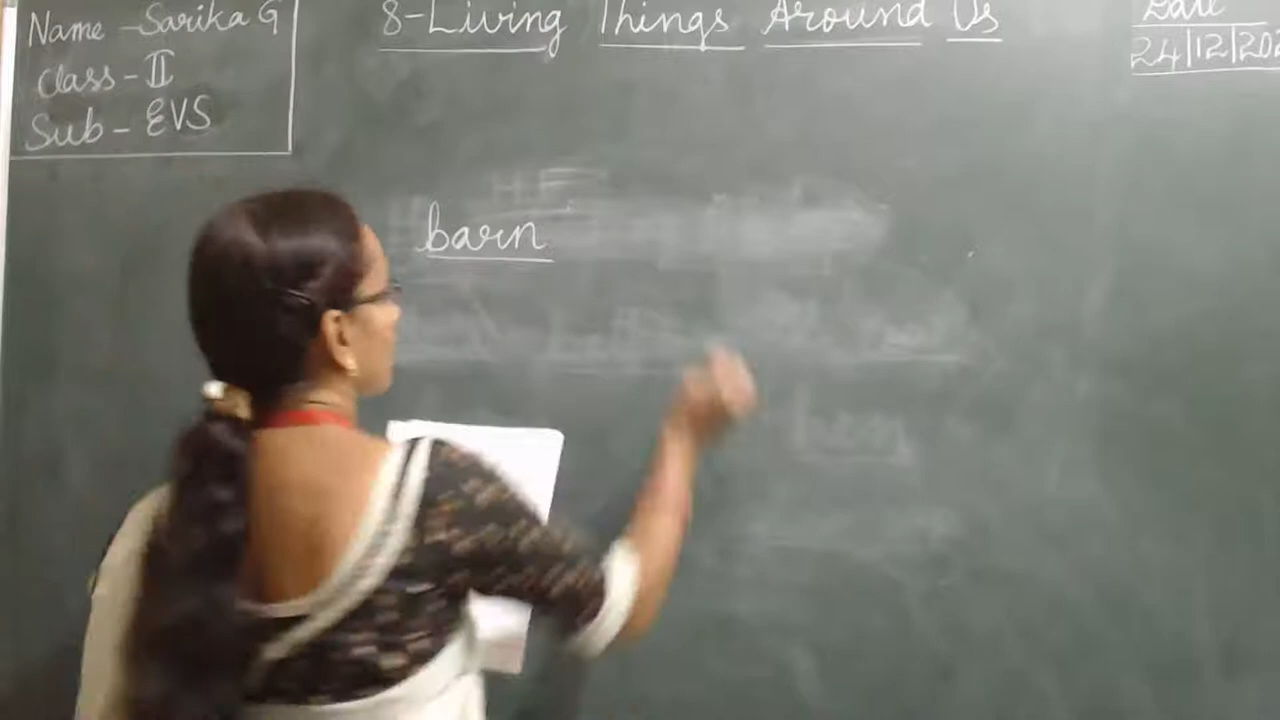 Name - Sarika G
Class - II
Sub - EVS
8-Living Things Around Us
Date
24|12|202
barn